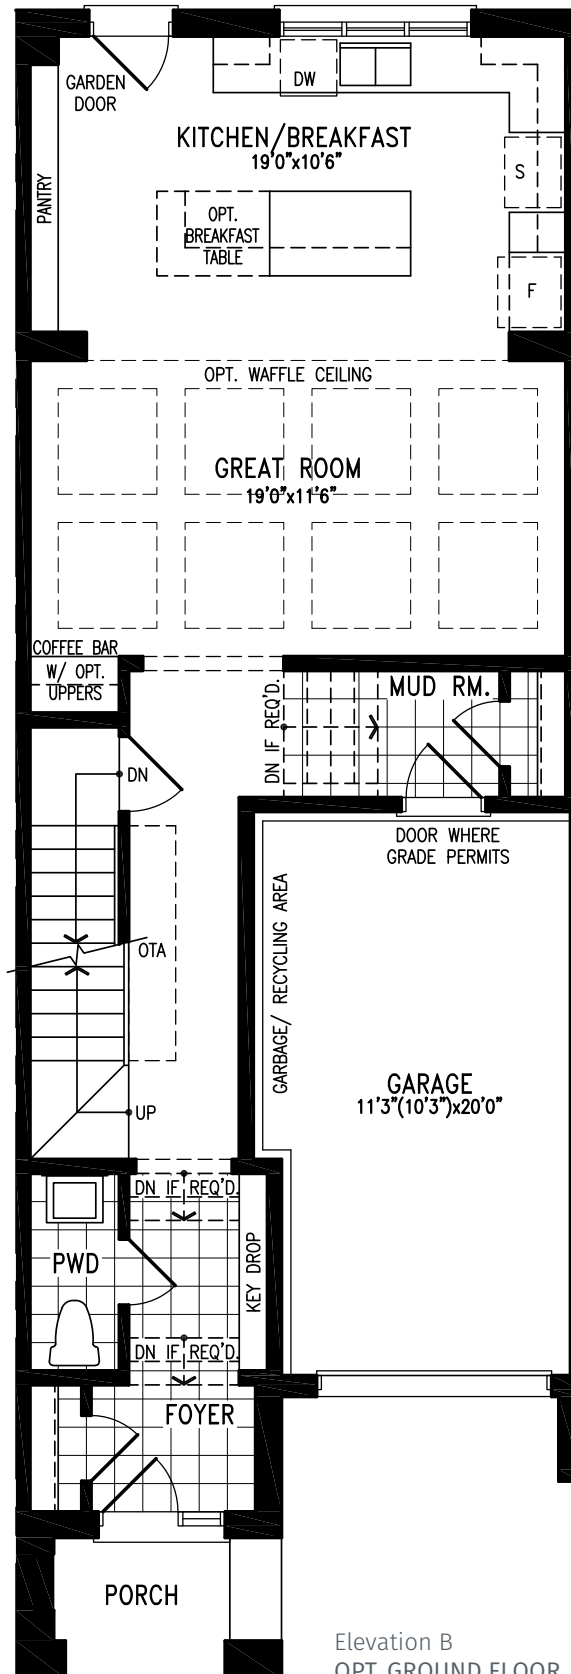 GARDEN
DOOR
DW
KITCHEN/BREAKFAST
19'0"x10'6"
PANTRY
S
OPT.
BREAKFAST
TABLE
F
OPT. WAFFLE CEILING
GREAT ROOM
19'0"x11'6"
COFFEE BAR
W/ OPT.
UPPERS
DN IF REQ'D.
MUD RM.
DN
DOOR WHERE
GRADE PERMITS
GARBAGE/ RECYCLING AREA
OTA
GARAGE
11'3"(10'3")x20'0"
UP
DN IF REQ'D.
PWD
KEY DROP
DN IF REQ'D.
FOYER
PORCH
Elevation B
OPT. GROUND FLOOR